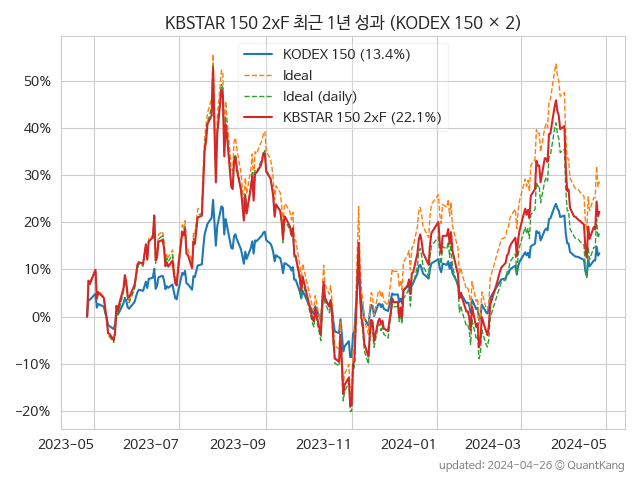 KBSTAR 150 2xF 최근 1년 성과 (KODEX 150 × 2)
KODEX 150 (13.4%)
Ideal
Ideal (daily)
KBSTAR 150 2xF (22.1%)
50%
40%
30%
20%
10%
0%
−10%
−20%
2023-05 2023-07 2023-09 2023-11 2024-01 2024-03 2024-05
updated: 2024-04-26 © QuantKang